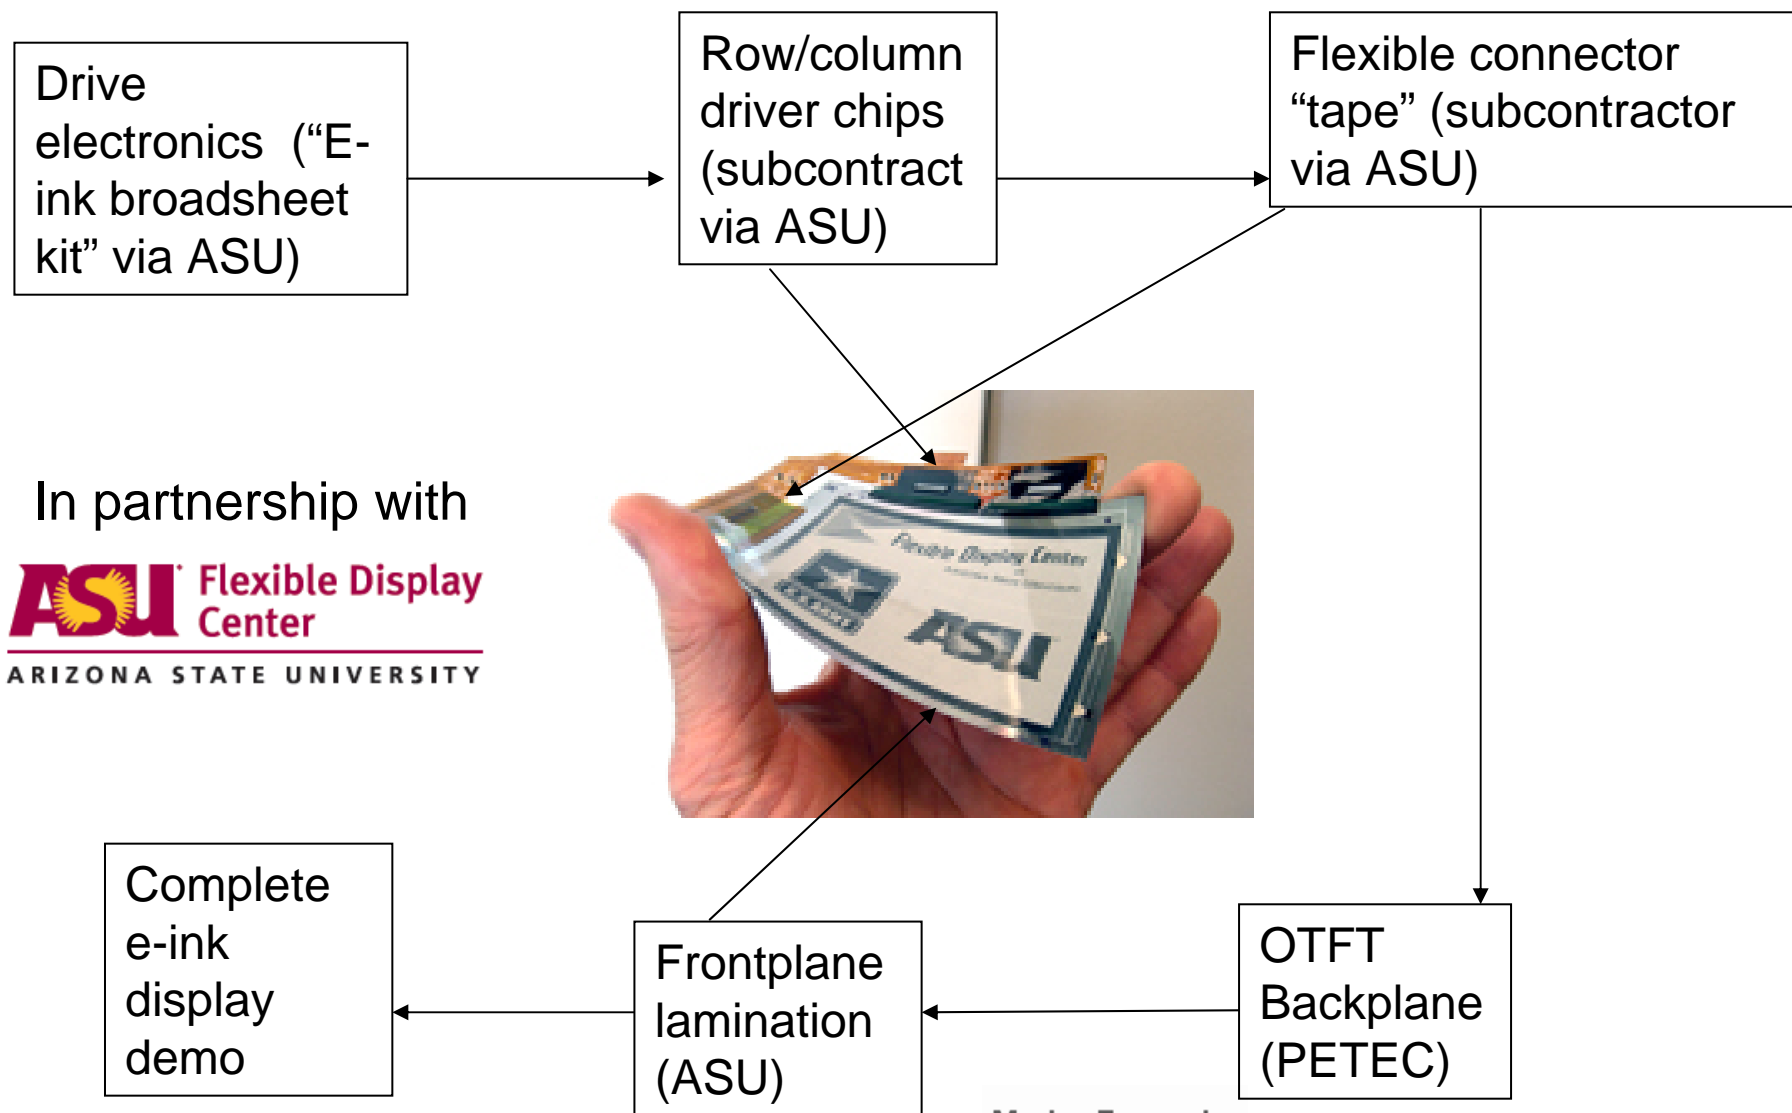 Drive
electronics (“E-
ink broadsheet
kit” via ASU)
Row/column
driver chips
(subcontract
via ASU)
Flexible connector
“tape” (subcontractor
via ASU)
In partnership with
ASU Flexible Display
Center
ARIZONA STATE UNIVERSITY
Flexible Display Center
ASU
Complete
e-ink
display
demo
Frontplane
lamination
(ASU)
OTFT
Backplane
(PETEC)